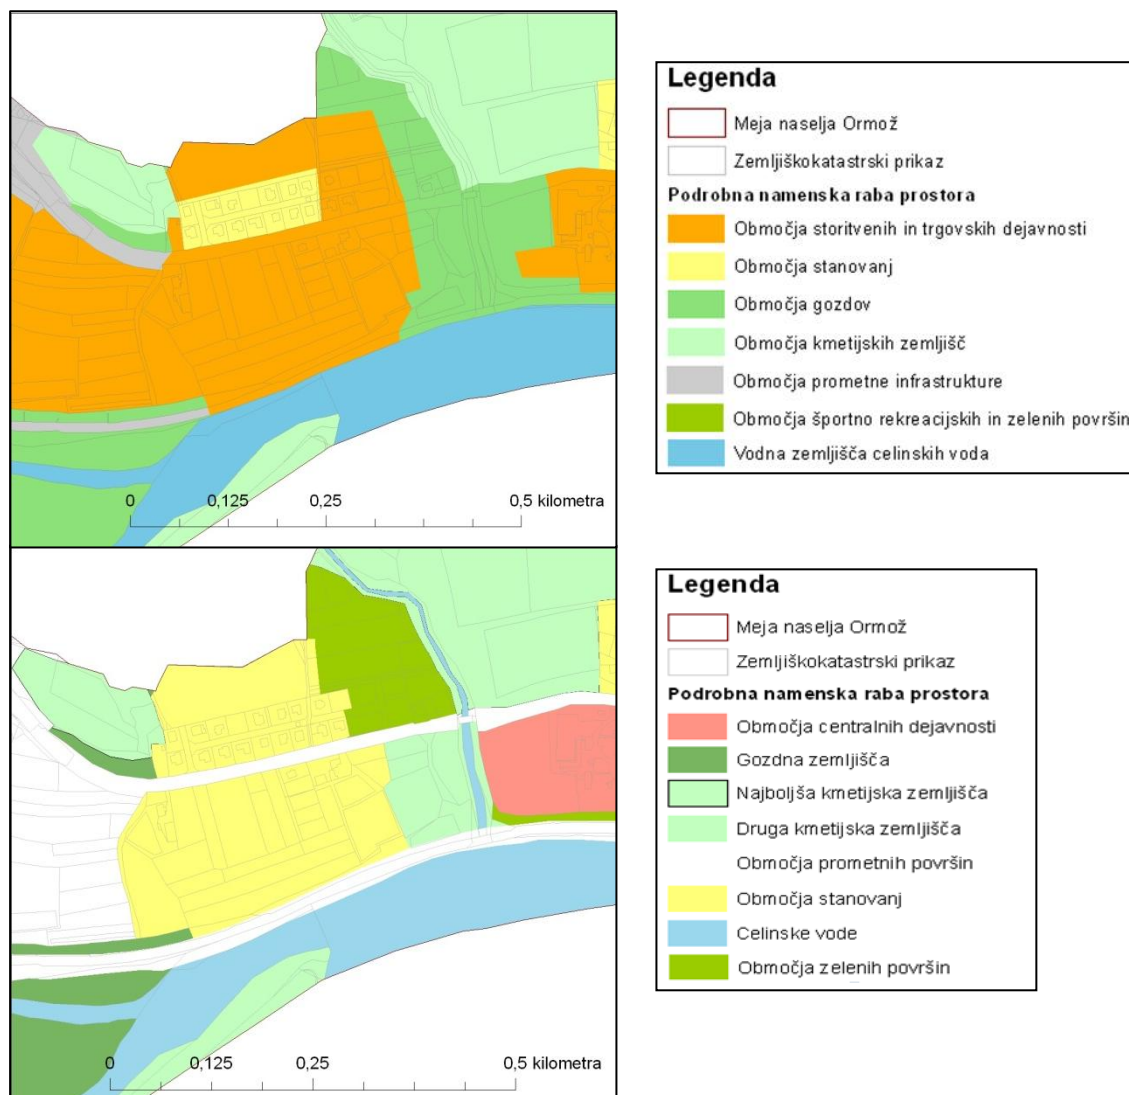 Legenda
Meja naselja Ormož
Zemljiškokatastrski prikaz
Podrobna namenska raba prostora
Območja storitvenih in trgovskih dejavnosti
Območja stanovanj
Območja gozdov
Območja kmetijskih zemljišč
Območja prometne infrastrukture
Območja športno rekreacijskih in zelenih površin
Vodna zemljišča celinskih voda
0 0,125 0,25 0,5 kilometra
Legenda
Meja naselja Ormož
Zemljiškokatastrski prikaz
Podrobna namenska raba prostora
Območja centralnih dejavnosti
Gozdna zemljišča
Najboljša kmetijska zemljišča
Druga kmetijska zemljišča
Območja prometnih površin
Območja stanovanj
Celinske vode
Območja zelenih površin
0 0,125 0,25 0,5 kilometra